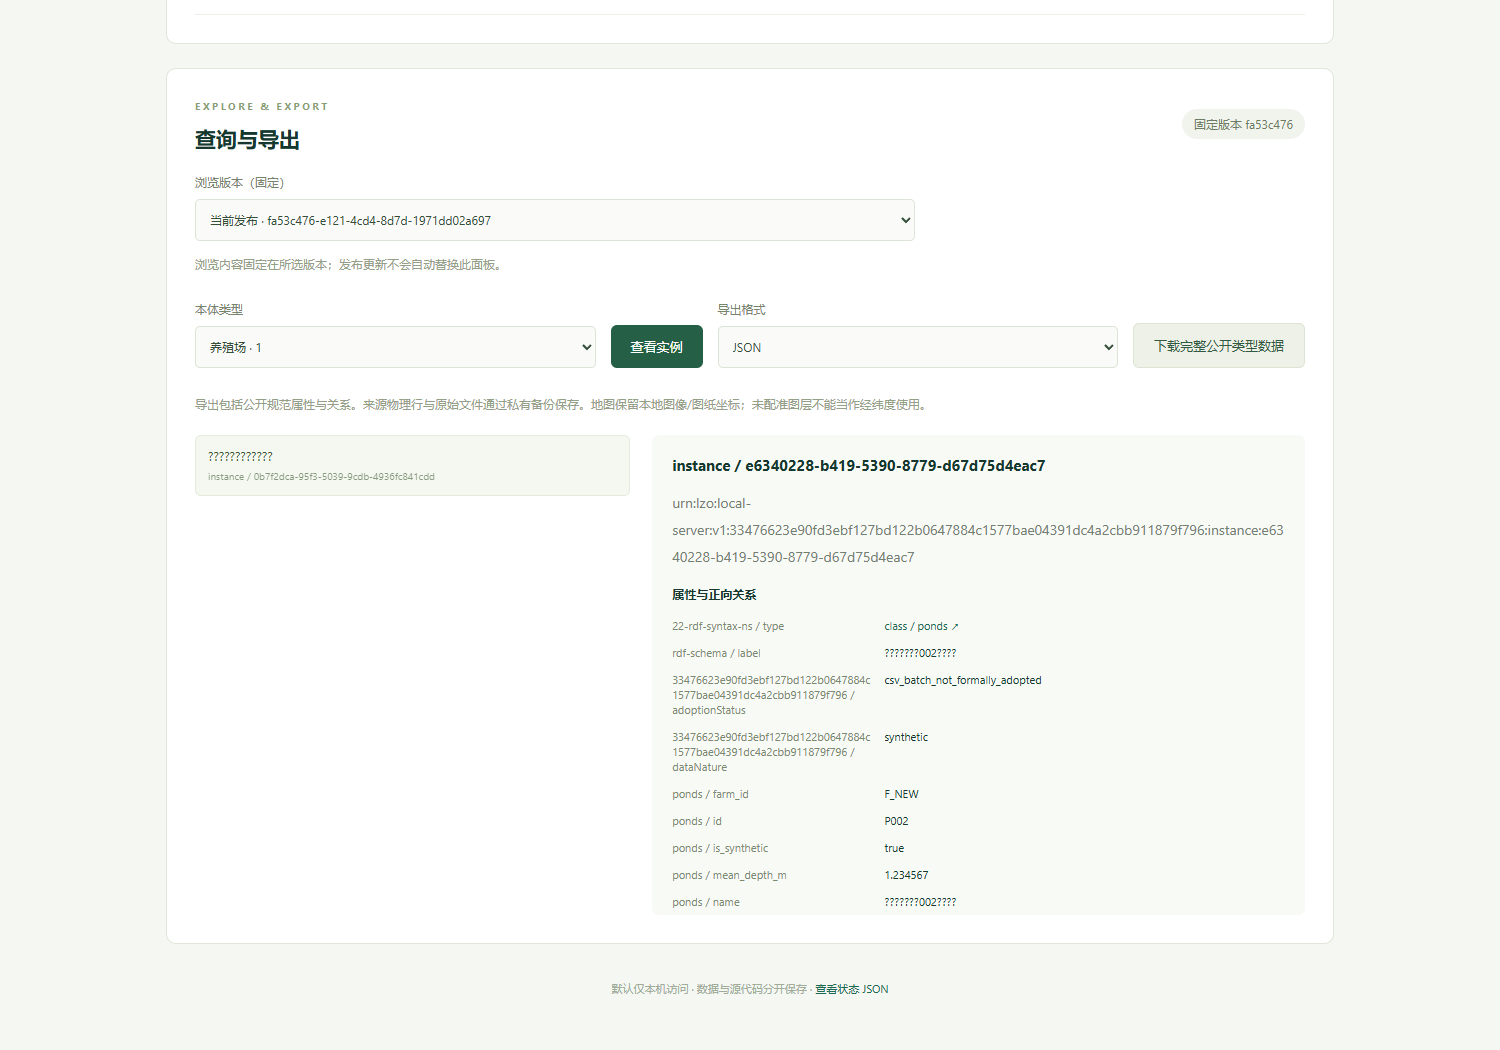 EXPLORE & EXPORT
查询与导出
固定版本 fa53c476
浏览版本（固定）
当前发布 · fa53c476-e121-4cd4-8d7d-1971dd02a697
浏览内容固定在所选版本；发布更新不会自动替换此面板。
本体类型
导出格式
养殖场 · 1
查看实例
JSON
下载完整公开类型数据
导出包括公开规范属性与关系。来源物理行与原始文件通过私有备份保存。地图保留本地图像/图纸坐标；未配准图层不能当作经纬度使用。
????????????
instance / 0b7f2dca-95f3-5039-9cdb-4936fc841cdd
instance / e6340228-b419-5390-8779-d67d75d4eac7
urn:lzo:local-
server:v1:33476623e90fd3ebf127bd122b0647884c1577bae04391dc4a2cbb911879f796:instance:e63
40228-b419-5390-8779-d67d75d4eac7
属性与正向关系
22-rdf-syntax-ns / type
class / ponds ↗
rdf-schema / label
???????002????
33476623e90fd3ebf127bd122b0647884c
1577bae04391dc4a2cbb911879f796 /
adoptionStatus
csv_batch_not_formally_adopted
33476623e90fd3ebf127bd122b0647884c
1577bae04391dc4a2cbb911879f796 /
dataNature
synthetic
ponds / farm_id
F_NEW
ponds / id
P002
ponds / is_synthetic
true
ponds / mean_depth_m
1.234567
ponds / name
???????002????
默认仅本机访问 · 数据与源代码分开保存 · 查看状态 JSON